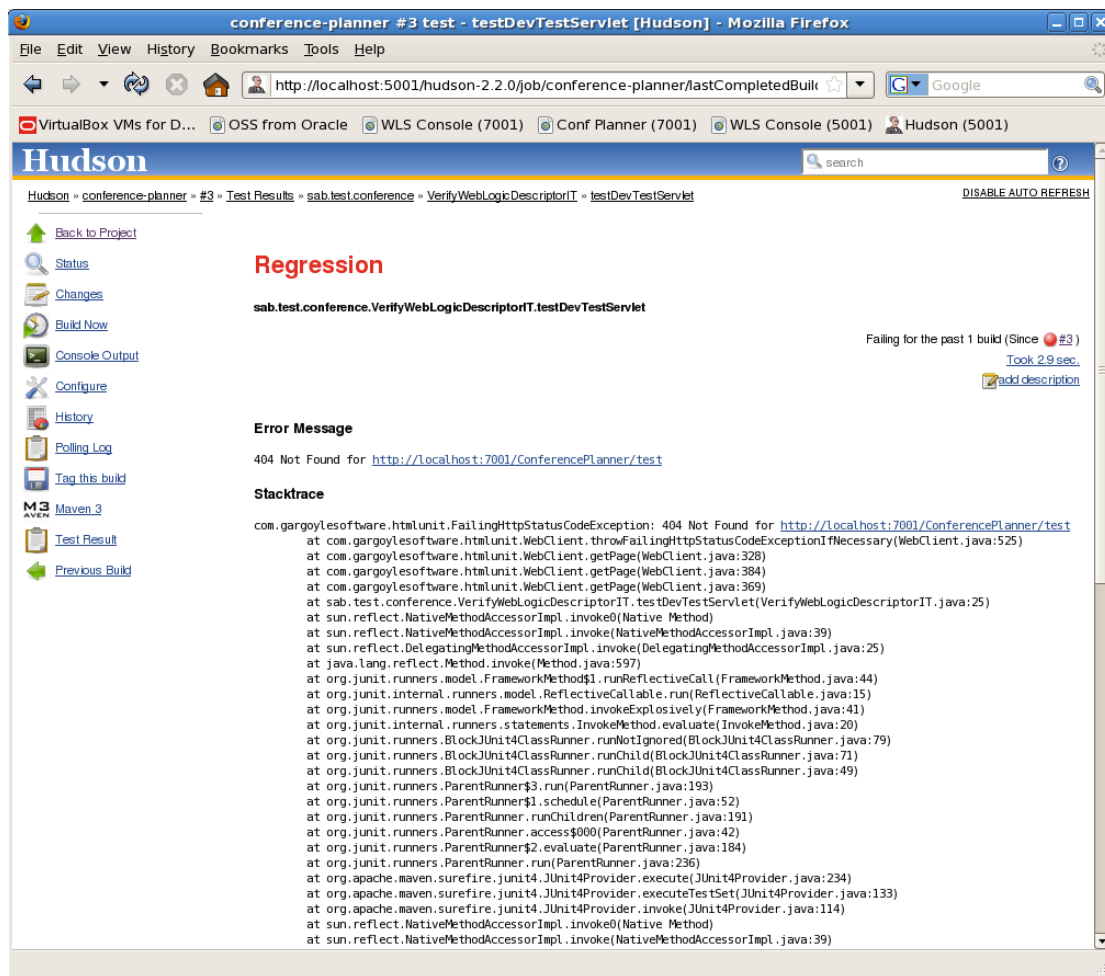 conference-planner #3 test - testDevTestServlet [Hudson] - Mozilla Firefox
File Edit View History Bookmarks Tools Help
http://localhost:5001/hudson-2.2.0/job/conference-planner/lastCompletedBuil
Google
VirtualBox VMs for D... OSS from Oracle WLS Console (7001) Conf Planner (7001) WLS Console (5001) Hudson (5001)
Hudson
search
Hudson » conference-planner » #3 » Test Results » sab.test.conference » VerifyWebLogicDescriptorIT » testDevTestServlet DISABLE AUTO REFRESH
Back to Project
Status
Changes
Build Now
Console Output
Configure
History
Polling Log
Tag this build
M3 AVEN Maven 3
Test Result
Previous Build
Regression
sab.test.conference.VerifyWebLogicDescriptorIT.testDevTestServlet
Failing for the past 1 build (Since #3 )
Took 2.9 sec.
add description
Error Message
404 Not Found for http://localhost:7001/ConferencePlanner/test
Stacktrace
com.gargoylesoftware.htmlunit.FailingHttpStatusCodeException: 404 Not Found for http://localhost:7001/ConferencePlanner/test
at com.gargoylesoftware.htmlunit.WebClient.throwFailingHttpStatusCodeExceptionIfNecessary(WebClient.java:525)
at com.gargoylesoftware.htmlunit.WebClient.getPage(WebClient.java:328)
at com.gargoylesoftware.htmlunit.WebClient.getPage(WebClient.java:384)
at com.gargoylesoftware.htmlunit.WebClient.getPage(WebClient.java:369)
at sab.test.conference.VerifyWebLogicDescriptorIT.testDevTestServlet(VerifyWebLogicDescriptorIT.java:25)
at sun.reflect.NativeMethodAccessorImpl.invoke0(Native Method)
at sun.reflect.NativeMethodAccessorImpl.invoke(NativeMethodAccessorImpl.java:39)
at sun.reflect.DelegatingMethodAccessorImpl.invoke(DelegatingMethodAccessorImpl.java:25)
at java.lang.reflect.Method.invoke(Method.java:597)
at org.junit.runners.model.FrameworkMethod$1.runReflectiveCall(FrameworkMethod.java:44)
at org.junit.internal.runners.model.ReflectiveCallable.run(ReflectiveCallable.java:15)
at org.junit.runners.model.FrameworkMethod.invokeExplosively(FrameworkMethod.java:41)
at org.junit.internal.runners.statements.InvokeMethod.evaluate(InvokeMethod.java:20)
at org.junit.runners.BlockJUnit4ClassRunner.runNotIgnored(BlockJUnit4ClassRunner.java:79)
at org.junit.runners.BlockJUnit4ClassRunner.runChild(BlockJUnit4ClassRunner.java:71)
at org.junit.runners.BlockJUnit4ClassRunner.runChild(BlockJUnit4ClassRunner.java:49)
at org.junit.runners.ParentRunner$3.run(ParentRunner.java:193)
at org.junit.runners.ParentRunner$1.schedule(ParentRunner.java:52)
at org.junit.runners.ParentRunner.runChildren(ParentRunner.java:191)
at org.junit.runners.ParentRunner.access$000(ParentRunner.java:42)
at org.junit.runners.ParentRunner$2.evaluate(ParentRunner.java:184)
at org.junit.runners.ParentRunner.run(ParentRunner.java:236)
at org.apache.maven.surefire.junit4.JUnit4Provider.execute(JUnit4Provider.java:234)
at org.apache.maven.surefire.junit4.JUnit4Provider.executeTestSet(JUnit4Provider.java:133)
at org.apache.maven.surefire.junit4.JUnit4Provider.invoke(JUnit4Provider.java:114)
at sun.reflect.NativeMethodAccessorImpl.invoke0(Native Method)
at sun.reflect.NativeMethodAccessorImpl.invoke(NativeMethodAccessorImpl.java:39)